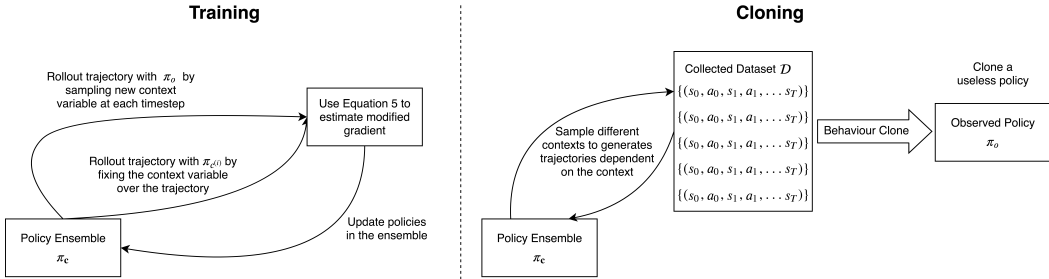 Training
Rollout trajectory with π_o by
sampling new context
variable at each timestep
Use Equation 5 to
estimate modified
gradient
Rollout trajectory with π_{c^{(i)}} by
fixing the context variable
over the trajectory
Update policies
in the ensemble
Policy Ensemble
π_c
Cloning
Collected Dataset 𝒟
{(s_0, a_0, s_1, a_1, . . . s_T)}
{(s_0, a_0, s_1, a_1, . . . s_T)}
{(s_0, a_0, s_1, a_1, . . . s_T)}
{(s_0, a_0, s_1, a_1, . . . s_T)}
{(s_0, a_0, s_1, a_1, . . . s_T)}
Sample different
contexts to generates
trajectories dependent
on the context
Policy Ensemble
π_c
Behaviour Clone
Clone a
useless policy
Observed Policy
π_o